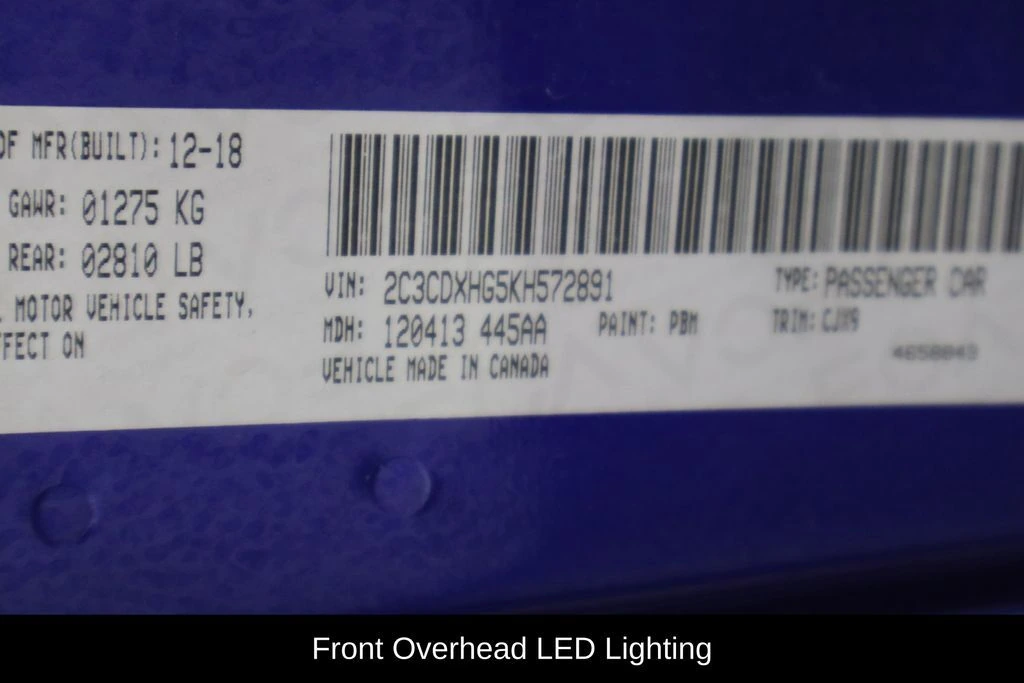 OF MFR(BUILT): 12-18
GAWR: 01275 KG
REAR: 02810 LB
MOTOR VEHICLE SAFETY,
FFECT ON
VIN: 2C3CDXHG5KH572891
TYPE: PASSENGER CAR
MDH: 120413 445AA
PAINT: PBM
TRIM: CJX9
VEHICLE MADE IN CANADA
4658843
Front Overhead LED Lighting